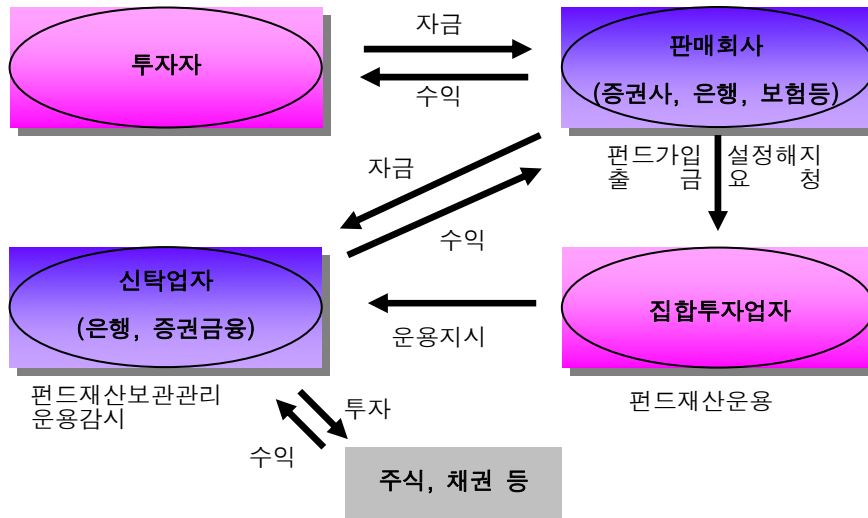 자금
투자자
판매회사
(증권사, 은행, 보험등)
수익
자금
펀드가입 설정해지
출 금 요 청
수익
신탁업자
(은행, 증권금융)
집합투자업자
운용지시
펀드재산보관관리
운용감시
펀드재산운용
투자
수익
주식, 채권 등